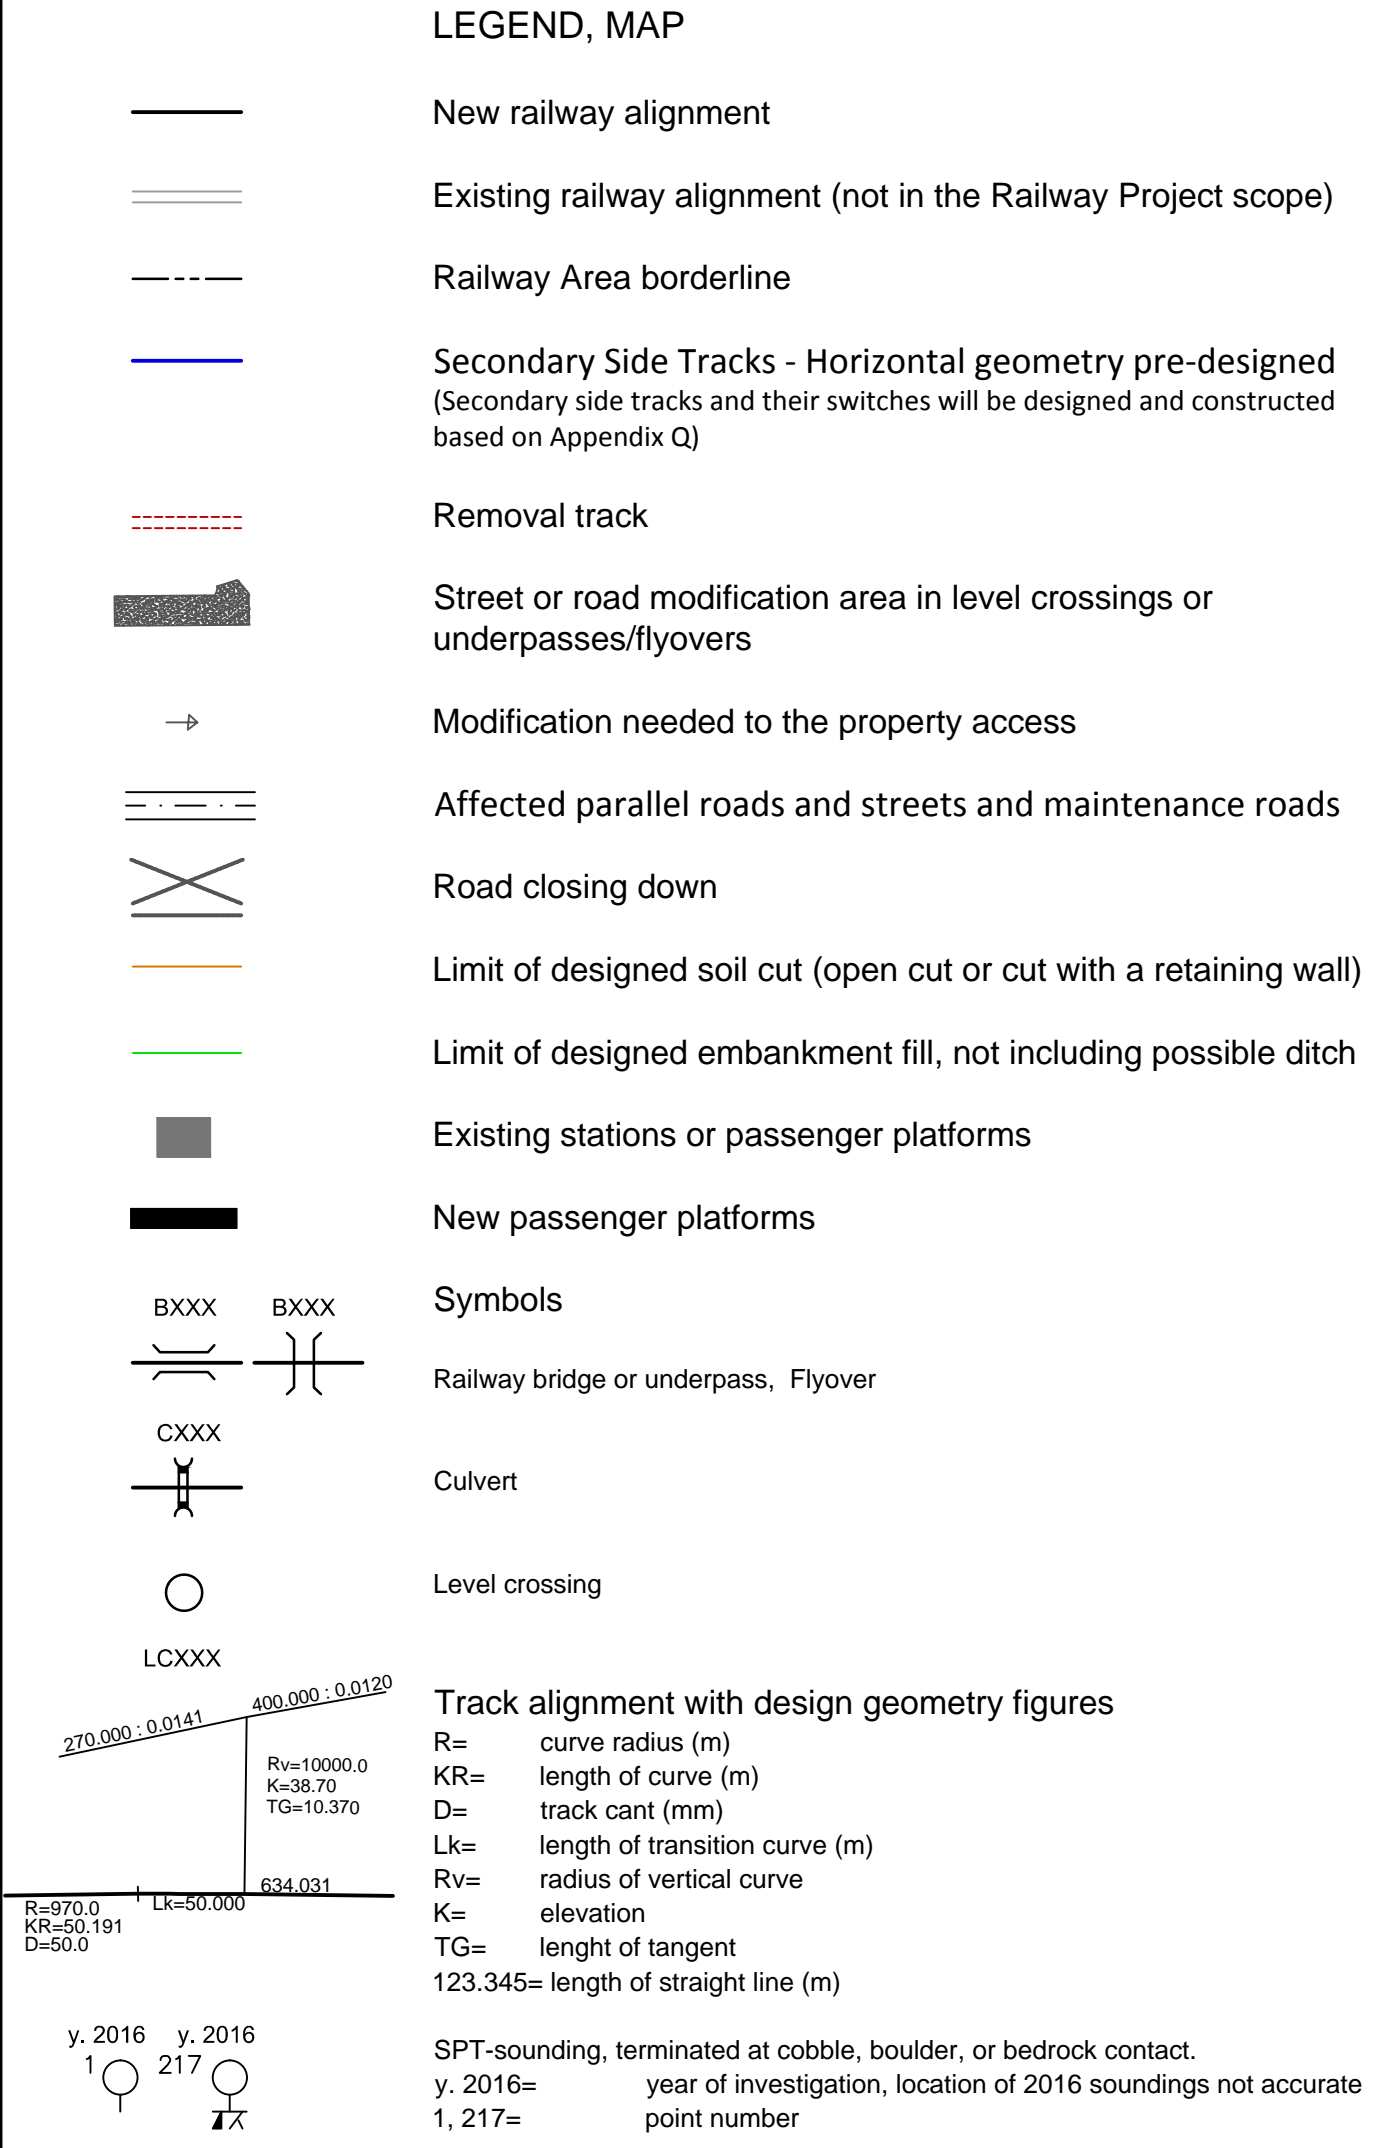 LEGEND, MAP
New railway alignment
Existing railway alignment (not in the Railway Project scope)
Railway Area borderline
Secondary Side Tracks - Horizontal geometry pre-designed
(Secondary side tracks and their switches will be designed and constructed
based on Appendix Q)
Removal track
Street or road modification area in level crossings or
underpasses/flyovers
Modification needed to the property access
Affected parallel roads and streets and maintenance roads
Road closing down
Limit of designed soil cut (open cut or cut with a retaining wall)
Limit of designed embankment fill, not including possible ditch
Existing stations or passenger platforms
New passenger platforms
Symbols
BXXX BXXX
Railway bridge or underpass, Flyover
CXXX
Culvert
Level crossing
LCXXX
270.000 : 0.0141
400.000 : 0.0120
Rv=10000.0
K=38.70
TG=10.370
634.031
Lk=50.000
R=970.0
KR=50.191
D=50.0
Track alignment with design geometry figures
R= curve radius (m)
KR= length of curve (m)
D= track cant (mm)
Lk= length of transition curve (m)
Rv= radius of vertical curve
K= elevation
TG= lenght of tangent
123.345= length of straight line (m)
y. 2016 y. 2016
1 217
SPT-sounding, terminated at cobble, boulder, or bedrock contact.
y. 2016= year of investigation, location of 2016 soundings not accurate
1, 217= point number